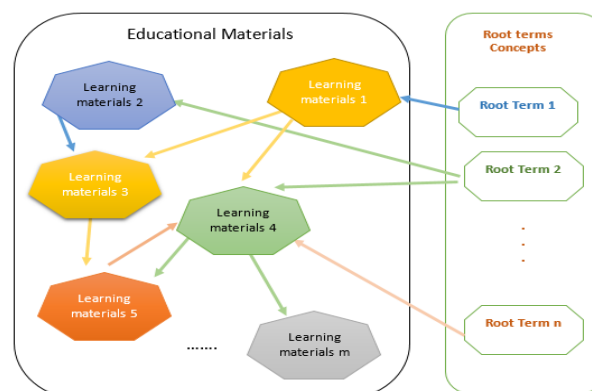 Educational Materials
Learning
materials 2
Learning
materials 1
Learning
materials 3
Learning
materials 4
Learning
materials 5
.......
Learning
materials m
Root terms
Concepts
Root Term 1
Root Term 2
.
.
.
Root Term n